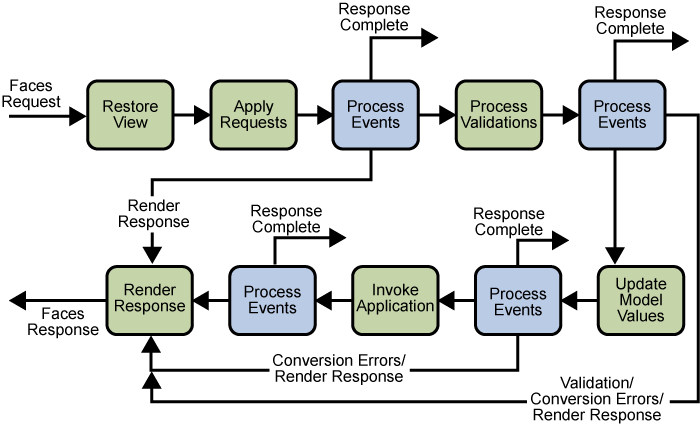 Response
Complete
Response
Complete
Faces
Request
Restore
View
Apply
Requests
Process
Events
Process
Validations
Process
Events
Render
Response
Response
Complete
Response
Complete
Render
Response
Process
Events
Invoke
Application
Process
Events
Update
Model
Values
Faces
Response
Conversion Errors/
Render Response
Validation/
Conversion Errors/
Render Response